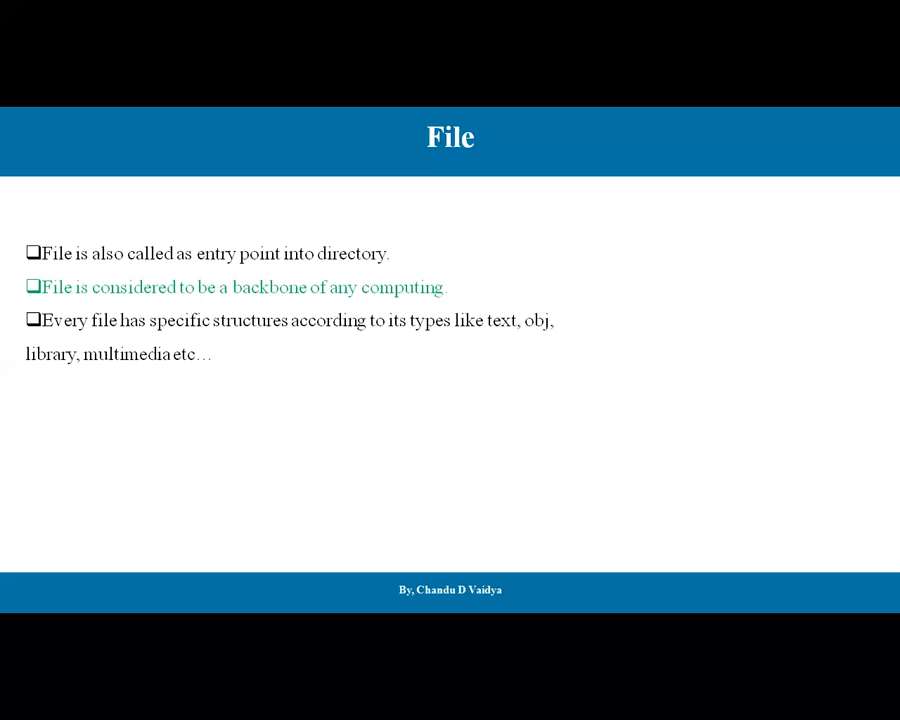 File
❑File is also called as entry point into directory.
❑File is considered to be a backbone of any computing.
❑Every file has specific structures according to its types like text, obj,
library, multimedia etc…
By, Chandu D Vaidya